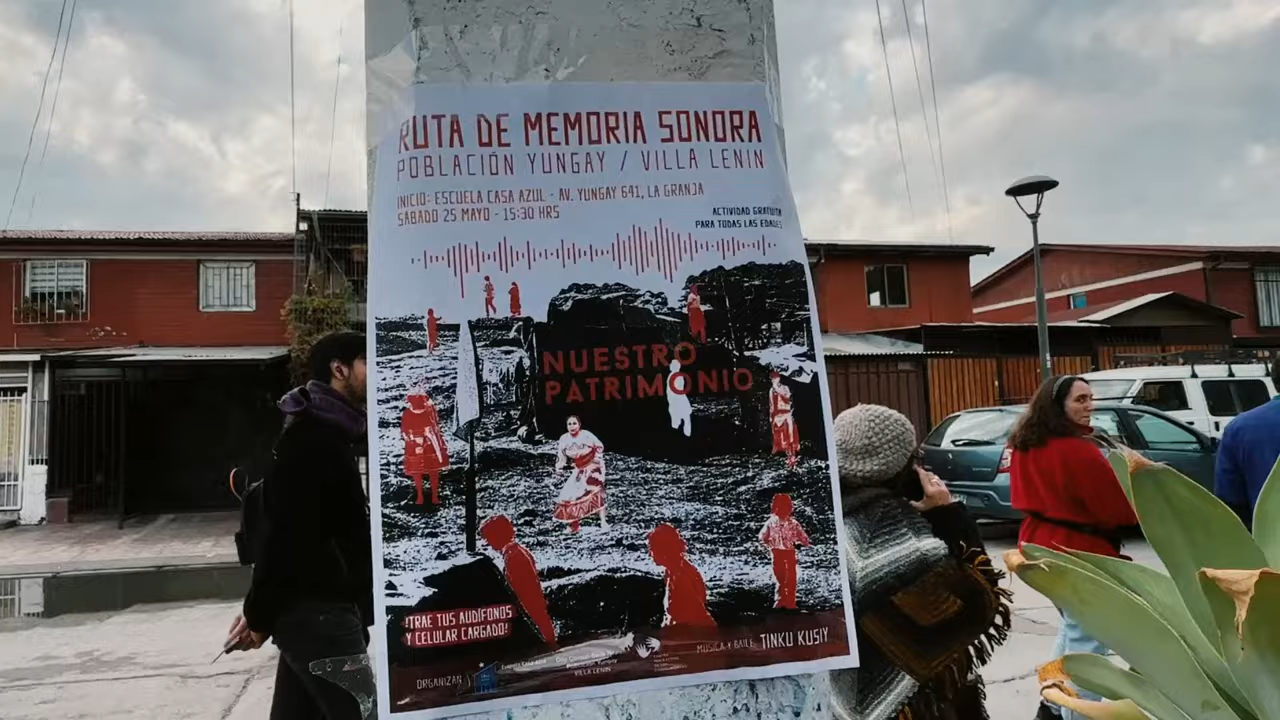 RUTA DE MEMORIA SONORA
POBLACIÓN YUNGAY / VILLA LENIN
INICIO: ESCUELA CASA AZUL - AV. YUNGAY 641, LA GRANJA
SÁBADO 25 MAYO - 15:30 HRS
ACTIVIDAD GRATUITA
PARA TODAS LAS EDADES
NUESTRO
PATRIMONIO
¡TRAE TUS AUDÍFONOS
Y CELULAR CARGADO!
MÚSICA Y BAILE: TINKU KUSIY
ORGANIZAN
VILLA LENIN